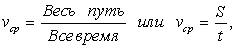 v_ср = Весь путь / Все время или v_ср = S / t,